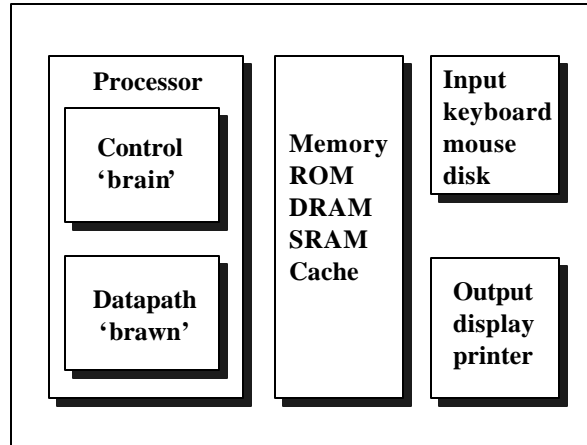 Processor
Control
‘brain’
Datapath
‘brawn’
Memory
ROM
DRAM
SRAM
Cache
Input
keyboard
mouse
disk
Output
display
printer